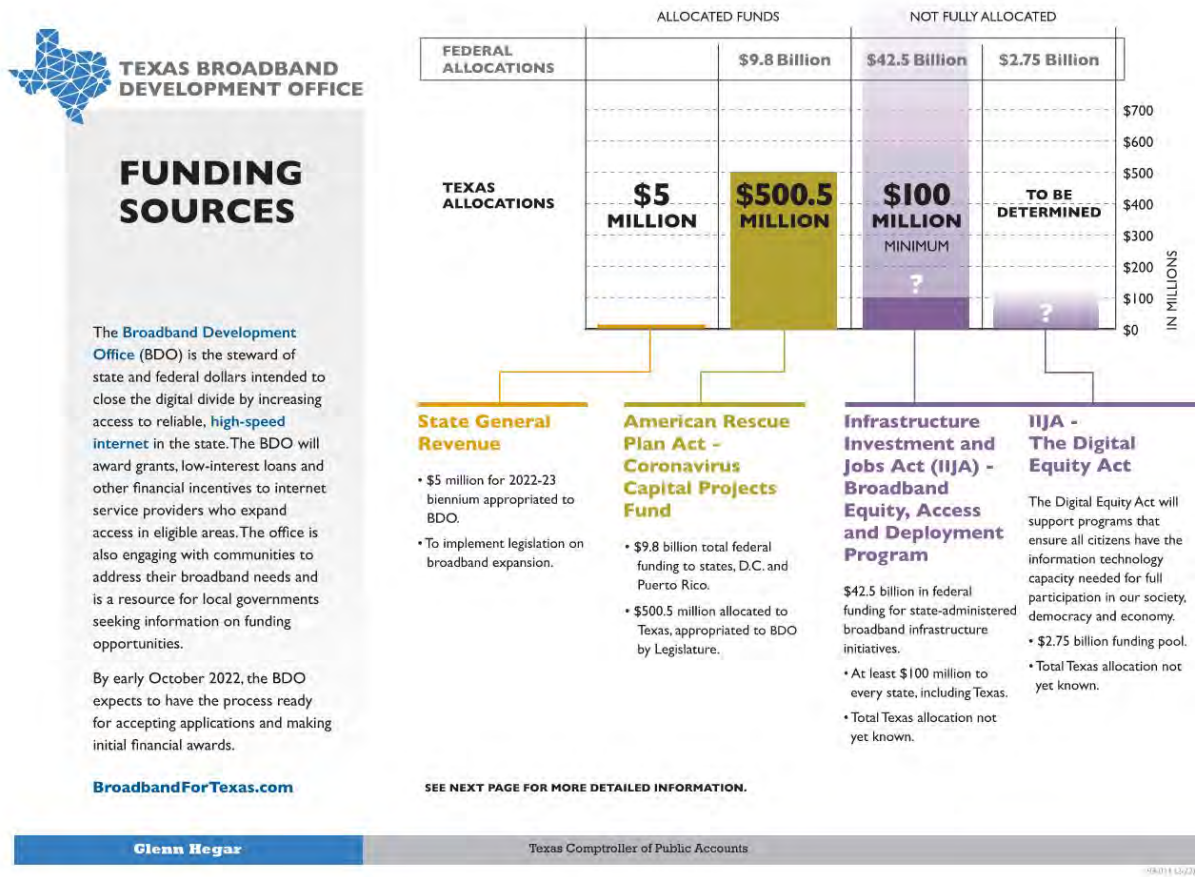 TEXAS BROADBAND
DEVELOPMENT OFFICE
FUNDING
SOURCES
The Broadband Development
Office (BDO) is the steward of
state and federal dollars intended to
close the digital divide by increasing
access to reliable, high-speed
internet in the state. The BDO will
award grants, low-interest loans and
other financial incentives to internet
service providers who expand
access in eligible areas. The office is
also engaging with communities to
address their broadband needs and
is a resource for local governments
seeking information on funding
opportunities.
By early October 2022, the BDO
expects to have the process ready
for accepting applications and making
initial financial awards.
BroadbandForTexas.com
ALLOCATED FUNDS
NOT FULLY ALLOCATED
FEDERAL
ALLOCATIONS
$9.8 Billion
$42.5 Billion
$2.75 Billion
TEXAS
ALLOCATIONS
$5
MILLION
$500.5
MILLION
$100
MILLION
MINIMUM
?
TO BE
DETERMINED
?
$700
$600
$500
$400
$300
$200
$100
$0
IN MILLIONS
State General
Revenue
• $5 million for 2022-23
biennium appropriated to
BDO.
• To implement legislation on
broadband expansion.
American Rescue
Plan Act -
Coronavirus
Capital Projects
Fund
• $9.8 billion total federal
funding to states, D.C. and
Puerto Rico.
• $500.5 million allocated to
Texas, appropriated to BDO
by Legislature.
Infrastructure
Investment and
Jobs Act (IIJA) -
Broadband
Equity, Access
and Deployment
Program
$42.5 billion in federal
funding for state-administered
broadband infrastructure
initiatives.
• At least $100 million to
every state, including Texas.
• Total Texas allocation not
yet known.
IIJA -
The Digital
Equity Act
The Digital Equity Act will
support programs that
ensure all citizens have the
information technology
capacity needed for full
participation in our society,
democracy and economy.
• $2.75 billion funding pool.
• Total Texas allocation not
yet known.
SEE NEXT PAGE FOR MORE DETAILED INFORMATION.
Glenn Hegar
Texas Comptroller of Public Accounts